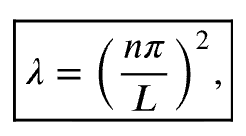 λ = (nπ/L)²,